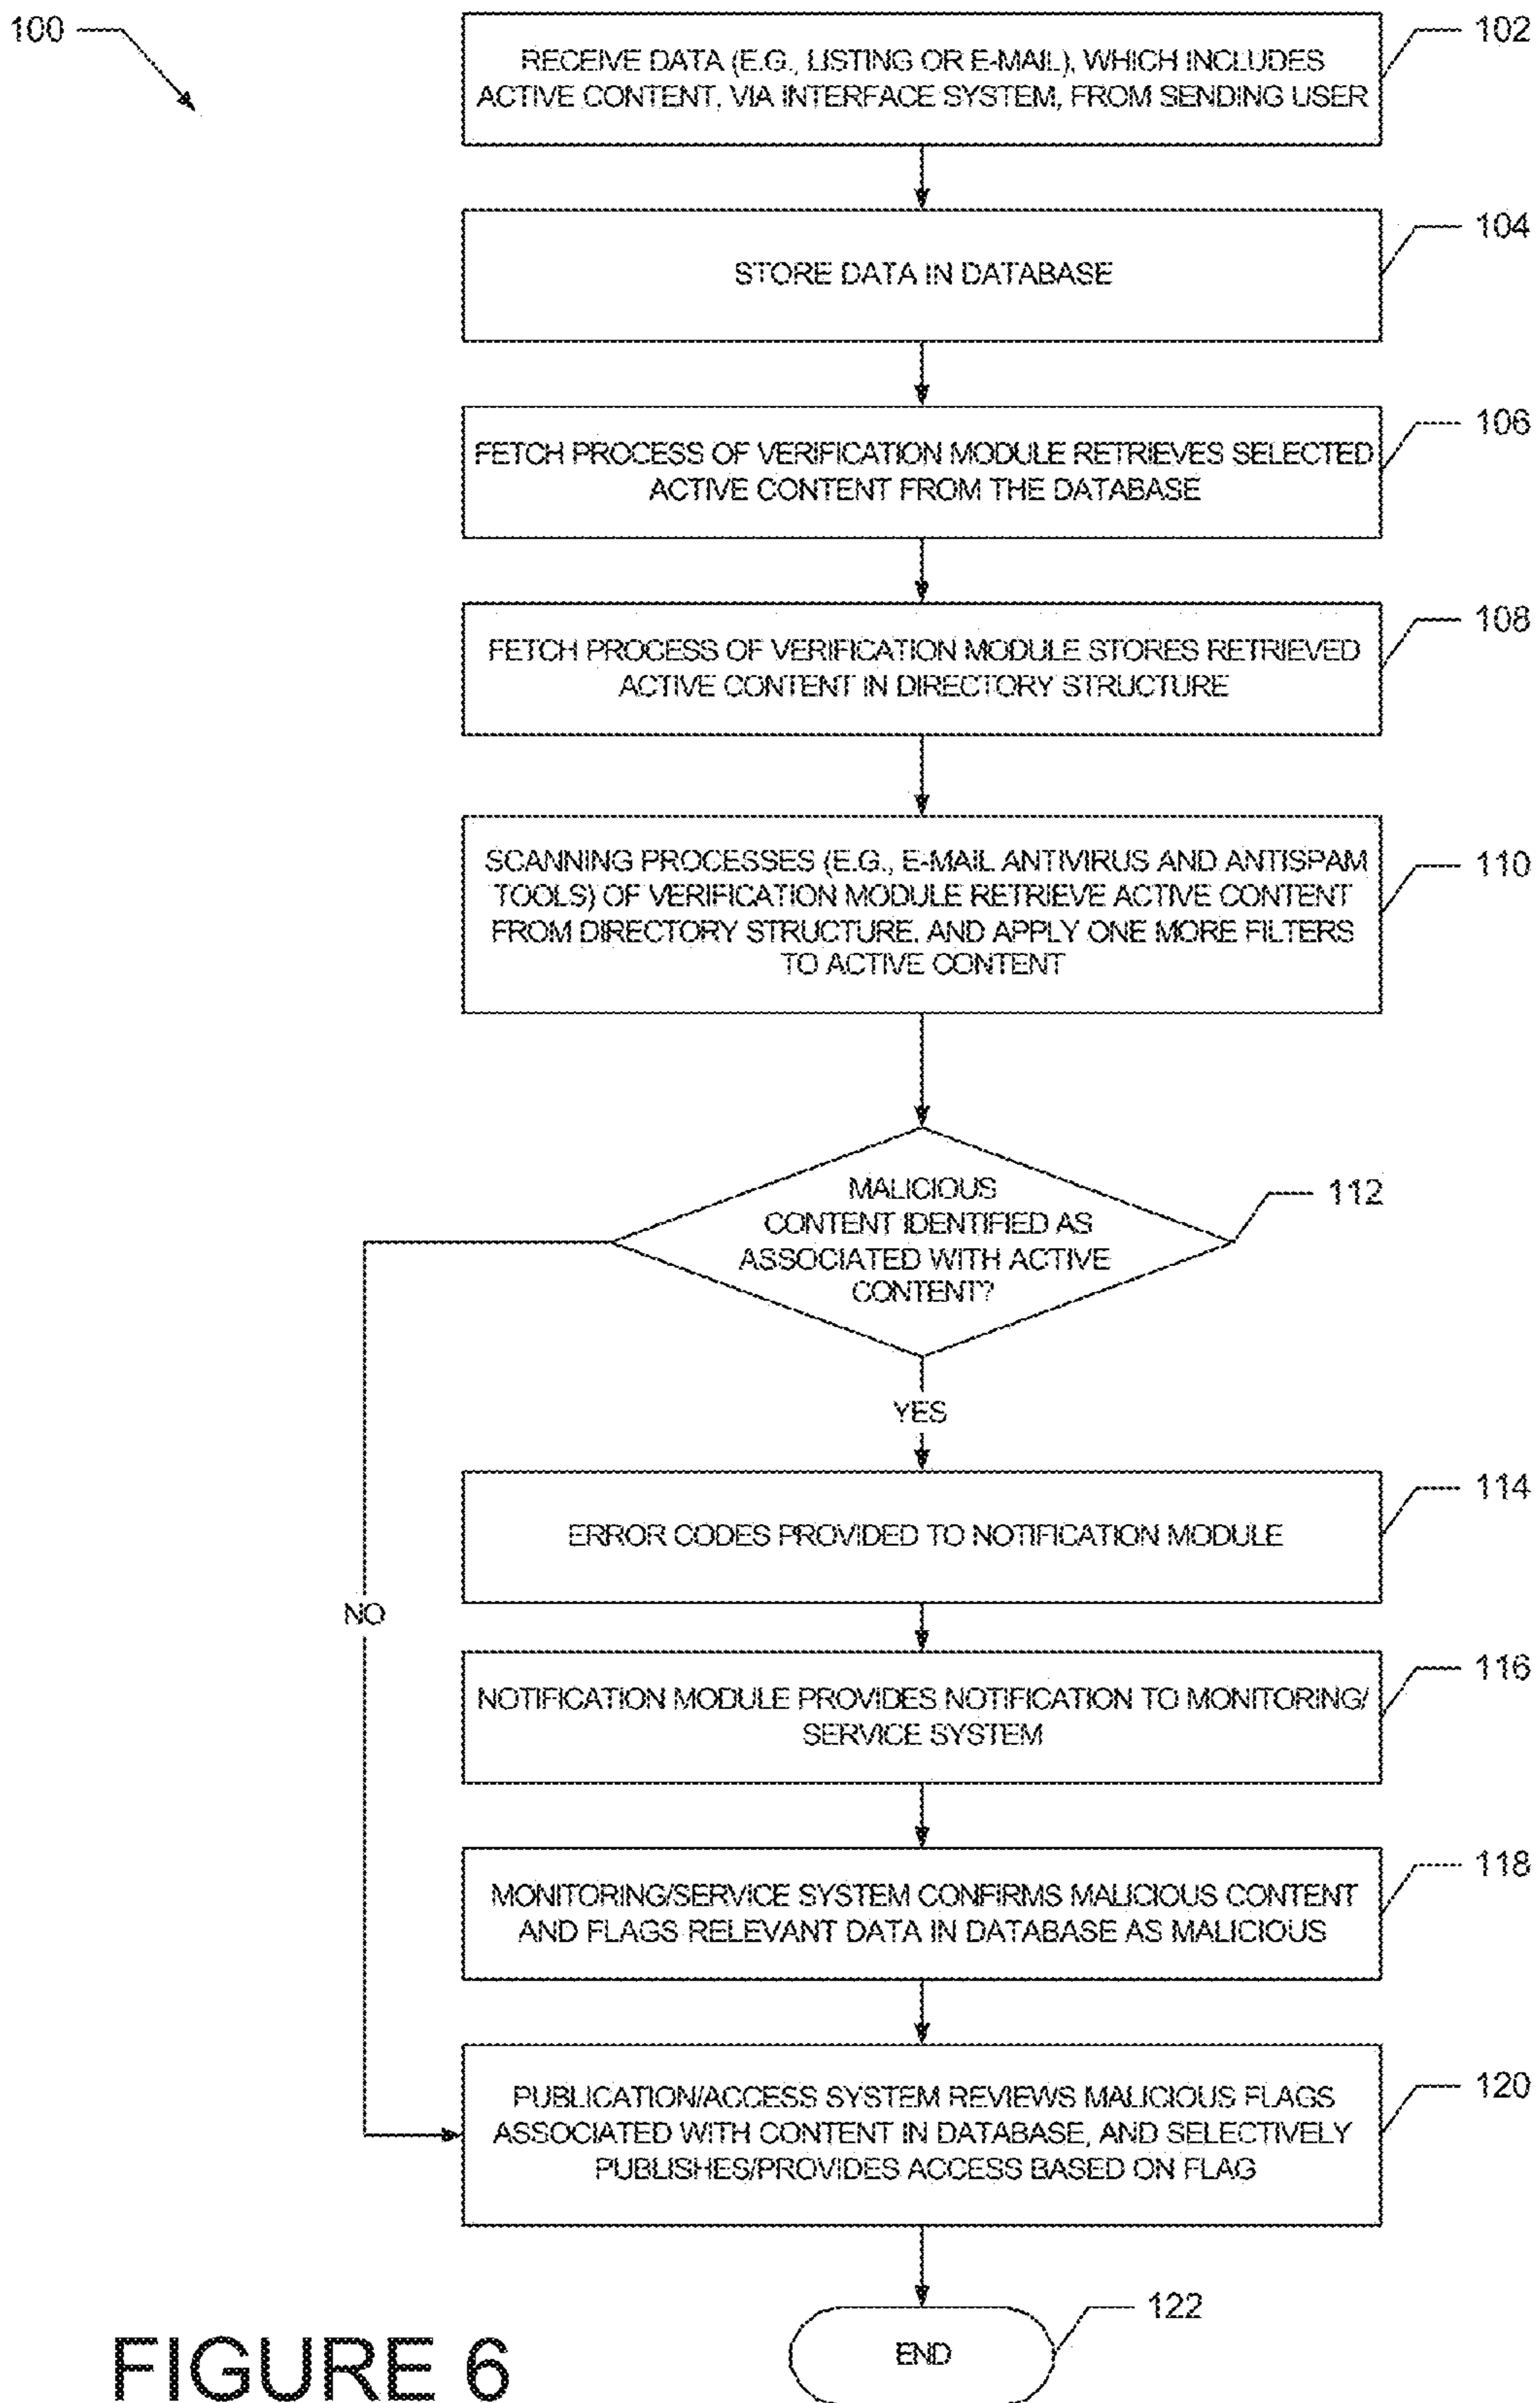 100
102
RECEIVE DATA (E.G., LISTING OR E-MAIL), WHICH INCLUDES
ACTIVE CONTENT, VIA INTERFACE SYSTEM, FROM SENDING USER
104
STORE DATA IN DATABASE
106
FETCH PROCESS OF VERIFICATION MODULE RETRIEVES SELECTED
ACTIVE CONTENT FROM THE DATABASE
108
FETCH PROCESS OF VERIFICATION MODULE STORES RETRIEVED
ACTIVE CONTENT IN DIRECTORY STRUCTURE
110
SCANNING PROCESSES (E.G., E-MAIL ANTIVIRUS AND ANTISPAM
TOOLS) OF VERIFICATION MODULE RETRIEVE ACTIVE CONTENT
FROM DIRECTORY STRUCTURE, AND APPLY ONE MORE FILTERS
TO ACTIVE CONTENT
112
MALICIOUS
CONTENT IDENTIFIED AS
ASSOCIATED WITH ACTIVE
CONTENT?
YES
114
ERROR CODES PROVIDED TO NOTIFICATION MODULE
NO
116
NOTIFICATION MODULE PROVIDES NOTIFICATION TO MONITORING/
SERVICE SYSTEM
118
MONITORING/SERVICE SYSTEM CONFIRMS MALICIOUS CONTENT
AND FLAGS RELEVANT DATA IN DATABASE AS MALICIOUS
120
PUBLICATION/ACCESS SYSTEM REVIEWS MALICIOUS FLAGS
ASSOCIATED WITH CONTENT IN DATABASE, AND SELECTIVELY
PUBLISHES/PROVIDES ACCESS BASED ON FLAG
122
END
FIGURE 6